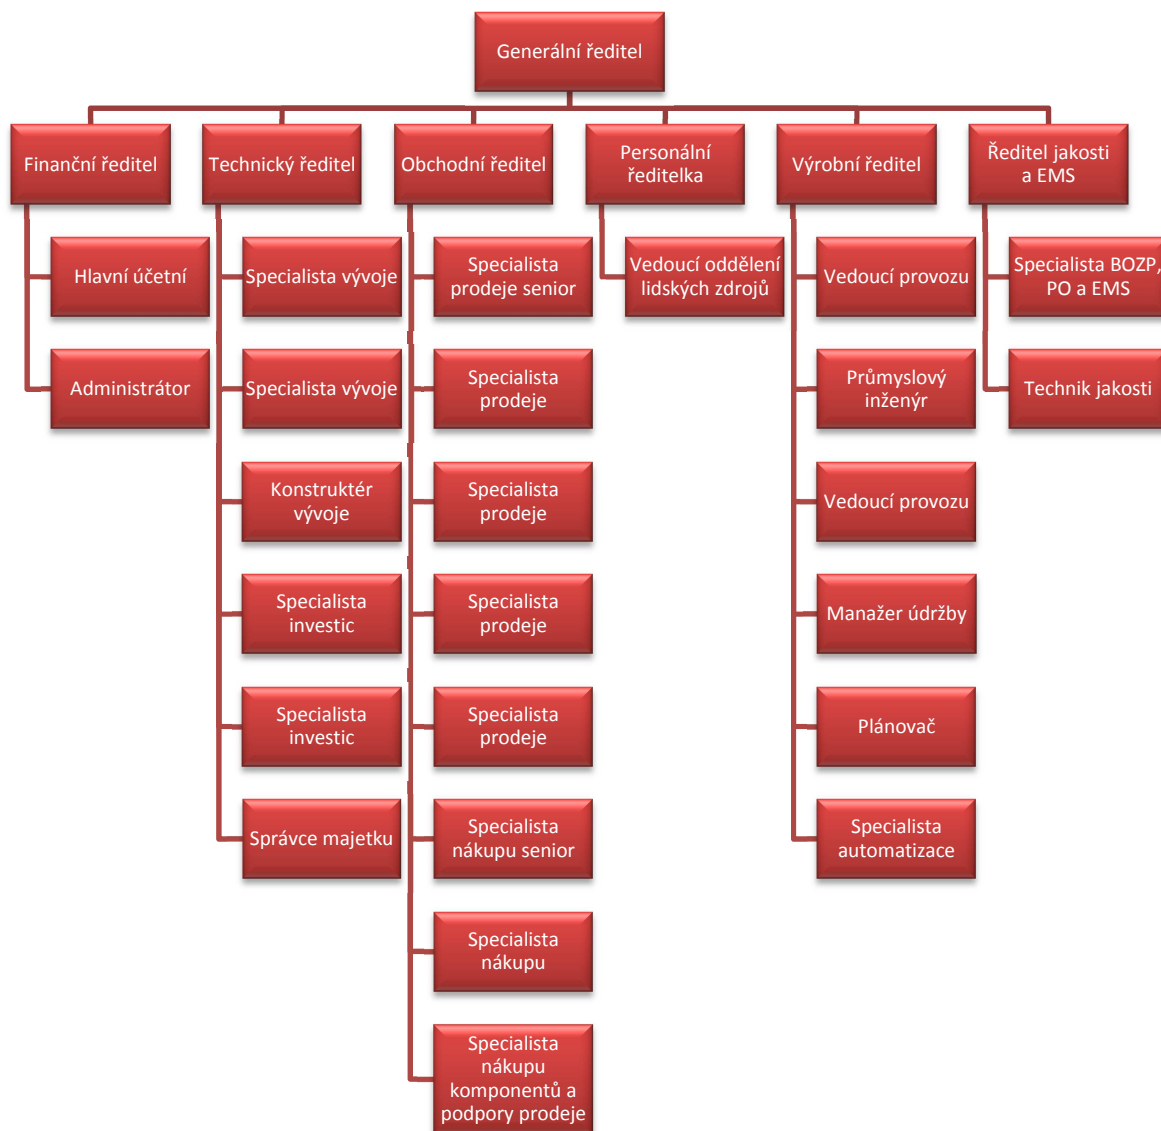 Generální ředitel
Finanční ředitel
Technický ředitel
Obchodní ředitel
Personální
ředitelka
Výrobní ředitel
Ředitel jakosti
a EMS
Hlavní účetní
Administrátor
Specialista vývoje
Specialista vývoje
Konstruktér
vývoje
Specialista
investic
Specialista
investic
Správce majetku
Specialista
prodeje senior
Specialista
prodeje
Specialista
prodeje
Specialista
prodeje
Specialista
prodeje
Specialista
nákupu senior
Specialista
nákupu
Specialista
nákupu
komponentů a
podpory prodeje
Vedoucí oddělení
lidských zdrojů
Vedoucí provozu
Průmyslový
inženýr
Vedoucí provozu
Manažer údržby
Plánovač
Specialista
automatizace
Specialista BOZP,
PO a EMS
Technik jakosti